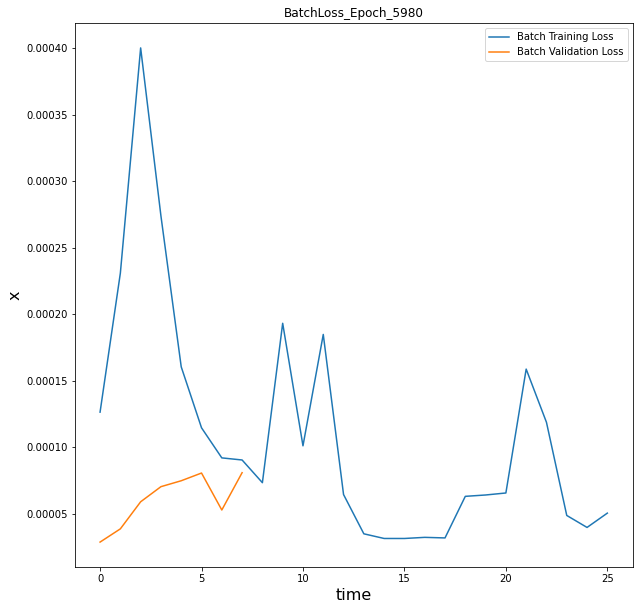 BatchLoss_Epoch_5980
Batch Training Loss
Batch Validation Loss
0.00040
0.00035
0.00030
0.00025
0.00020
0.00015
0.00010
0.00005
x
0 5 10 15 20 25
time